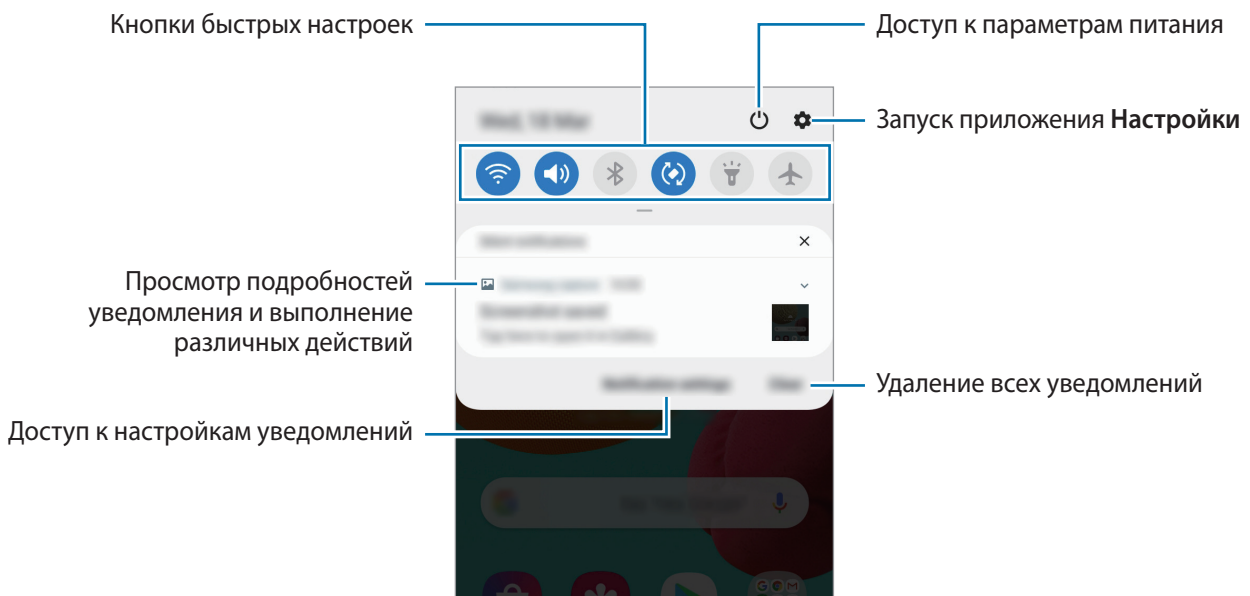 Кнопки быстрых настроек
Доступ к параметрам питания
Запуск приложения Настройки
Просмотр подробностей
уведомления и выполнение
различных действий
Удаление всех уведомлений
Доступ к настройкам уведомлений